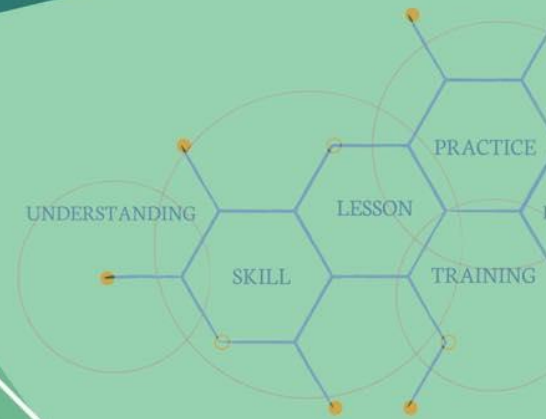 PRACTICE
UNDERSTANDING
LESSON
SKILL
TRAINING